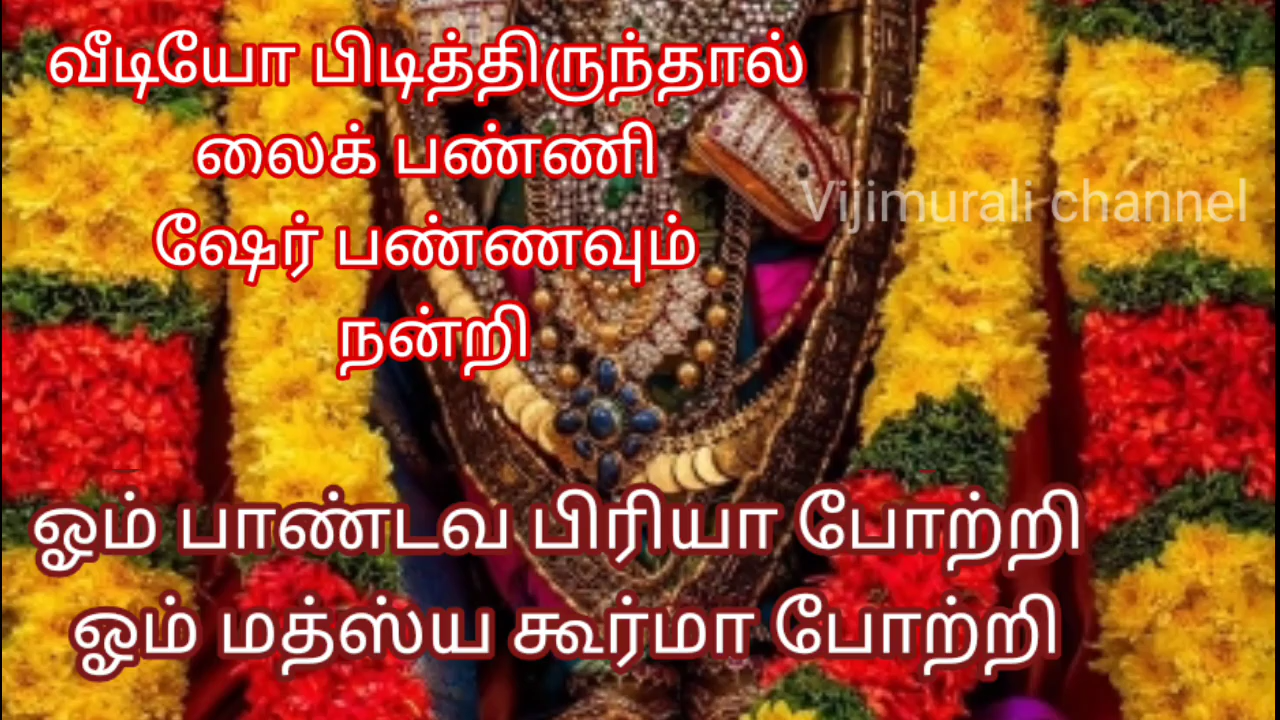 வீடியோ பிடித்திருந்தால்
லைக் பண்ணி
Vijimurali channel
ஷேர் பண்ணவும்
நன்றி
ஓம் பாண்டவ பிரியா போற்றி
ஓம் மத்ஸ்ய கூர்மா போற்றி